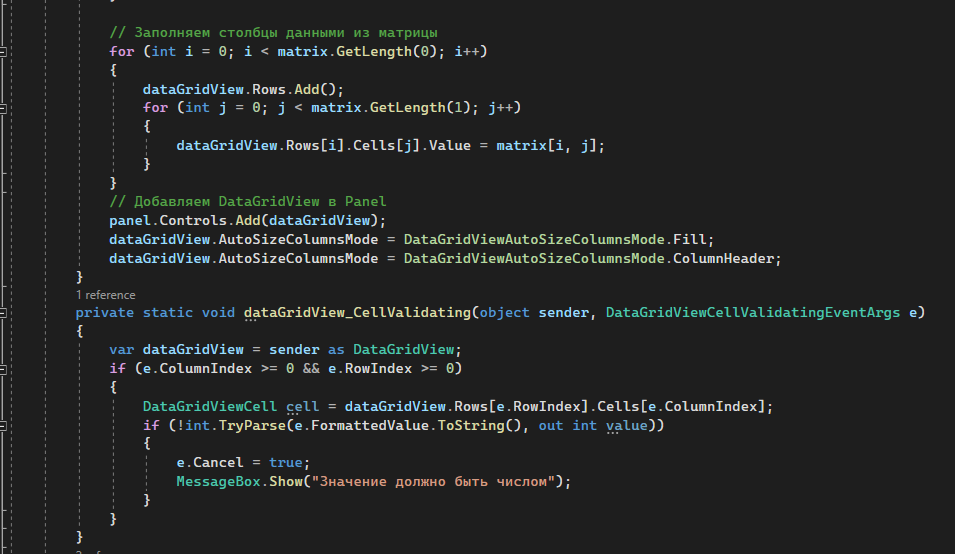 // Заполняем столбцы данными из матрицы
for (int i = 0; i < matrix.GetLength(0); i++)
{
dataGridView.Rows.Add();
for (int j = 0; j < matrix.GetLength(1); j++)
{
dataGridView.Rows[i].Cells[j].Value = matrix[i, j];
}
}
// Добавляем DataGridView в Panel
panel.Controls.Add(dataGridView);
dataGridView.AutoSizeColumnsMode = DataGridViewAutoSizeColumnsMode.Fill;
dataGridView.AutoSizeColumnsMode = DataGridViewAutoSizeColumnsMode.ColumnHeader;
}
1 reference
private static void dataGridView_CellValidating(object sender, DataGridViewCellValidatingEventArgs e)
{
var dataGridView = sender as DataGridView;
if (e.ColumnIndex >= 0 && e.RowIndex >= 0)
{
DataGridViewCell cell = dataGridView.Rows[e.RowIndex].Cells[e.ColumnIndex];
if (!int.TryParse(e.FormattedValue.ToString(), out int value))
{
e.Cancel = true;
MessageBox.Show("Значение должно быть числом");
}
}
}